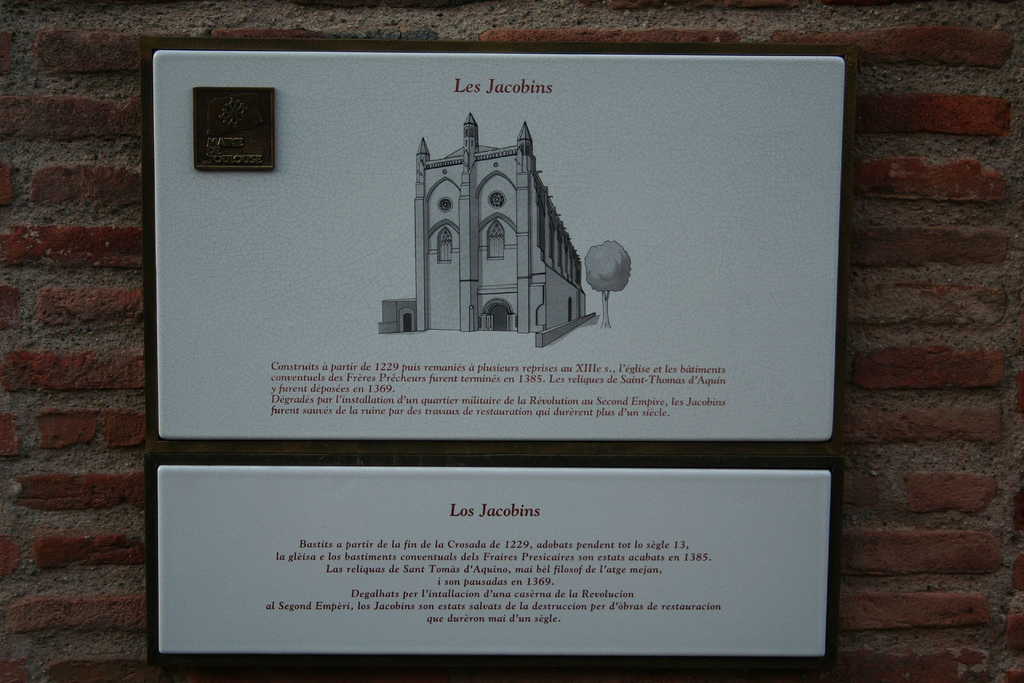 Les Jacobins
MAIRIE
DE
TOULOUSE
Construits à partir de 1229 puis remaniés à plusieurs reprises au XIIIe s., l'église et les bâtiments
conventuels des Frères Prêcheurs furent terminés en 1385. Les reliques de Saint-Thomas d'Aquin
y furent déposées en 1369.
Dégradés par l'installation d'un quartier militaire de la Révolution au Second Empire, les Jacobins
furent sauvés de la ruine par des travaux de restauration qui durèrent plus d'un siècle.
Los Jacobins
Bastits a partir de la fin de la Crosada de 1229, adobats pendent tot lo sègle 13,
la glèisa e los bastiments conventuals dels Fraires Presicaires son estats acabats en 1385.
Las reliquas de Sant Tomàs d'Aquino, mai bèl filosof de l'atge mejan,
i son pausadas en 1369.
Degalhats per l'intallacion d'una casèrna de la Revolucion
al Segond Empèri, los Jacobins son estats salvats de la destruccion per d'òbras de restauracion
que durèron mai d'un sègle.